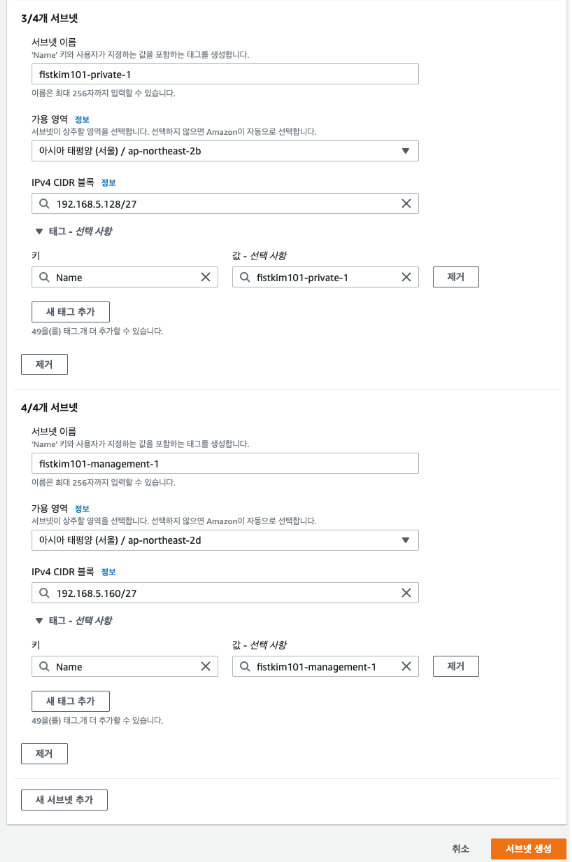 3/4개 서브넷
서브넷 이름
'Name' 키와 사용자가 지정하는 값을 포함하는 태그를 생성합니다.
fistkim101-private-1
이름은 최대 256자까지 입력할 수 있습니다.
가용 영역 정보
서브넷이 상주할 영역을 선택합니다. 선택하지 않으면 Amazon이 자동으로 선택합니다.
아시아 태평양 (서울) / ap-northeast-2b
IPv4 CIDR 블록 정보
192.168.5.128/27
태그 - 선택 사항
키 값 - 선택 사항
Name fistkim101-private-1 제거
새 태그 추가
49을(를) 태그.개 더 추가할 수 있습니다.
제거
4/4개 서브넷
서브넷 이름
'Name' 키와 사용자가 지정하는 값을 포함하는 태그를 생성합니다.
fistkim101-management-1
이름은 최대 256자까지 입력할 수 있습니다.
가용 영역 정보
서브넷이 상주할 영역을 선택합니다. 선택하지 않으면 Amazon이 자동으로 선택합니다.
아시아 태평양 (서울) / ap-northeast-2d
IPv4 CIDR 블록 정보
192.168.5.160/27
태그 - 선택 사항
키 값 - 선택 사항
Name fistkim101-management-1 제거
새 태그 추가
49을(를) 태그.개 더 추가할 수 있습니다.
제거
새 서브넷 추가
취소 서브넷 생성